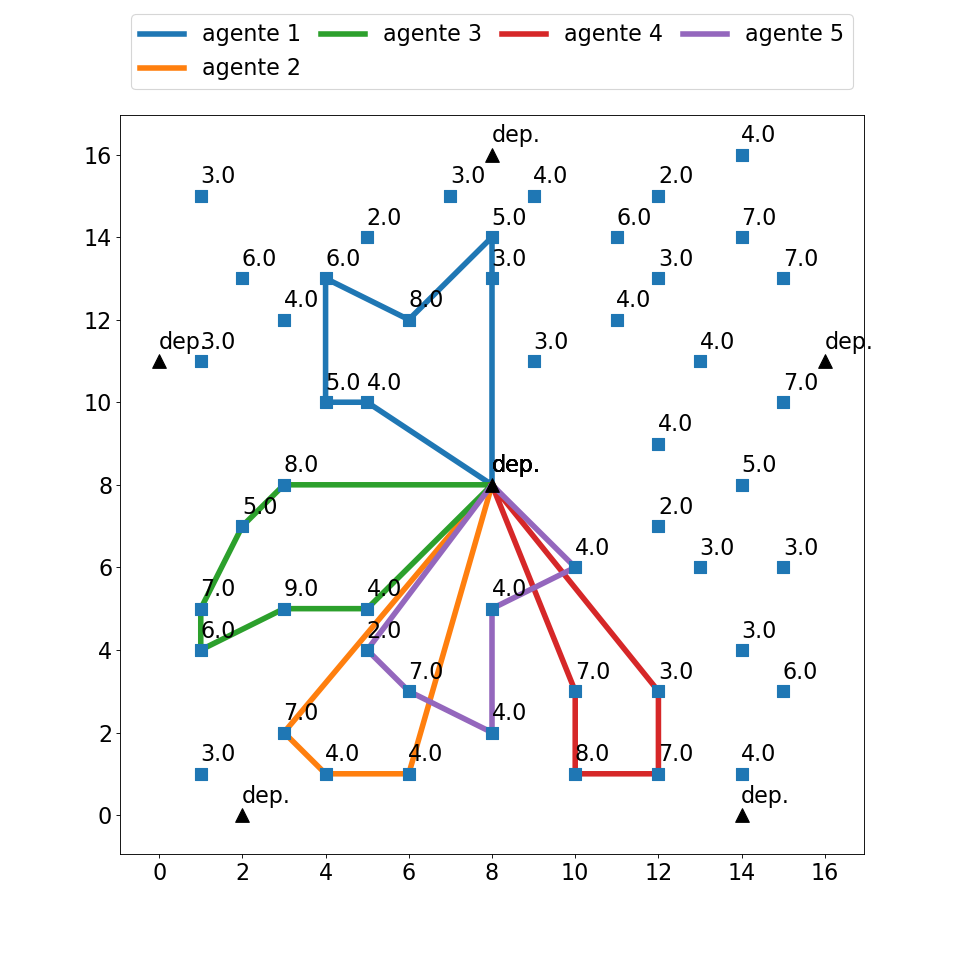 agente 1 agente 3 agente 4 agente 5
agente 2
dep.
4.0
16
3.0 3.0 4.0 2.0
2.0 5.0 6.0 7.0
14
6.0 6.0 3.0 3.0 7.0
4.0 8.0 4.0
12
dep. 3.0 3.0 4.0 dep.
5.0 4.0 7.0
10
4.0
8.0 dep. 5.0
8
5.0 2.0
4.0 3.0 3.0
6
7.0 9.0 4.0 4.0
6.0 2.0 3.0
4
7.0 7.0 3.0 6.0
7.0 4.0
2
3.0 4.0 4.0 8.0 7.0 4.0
dep. dep.
0
0 2 4 6 8 10 12 14 16